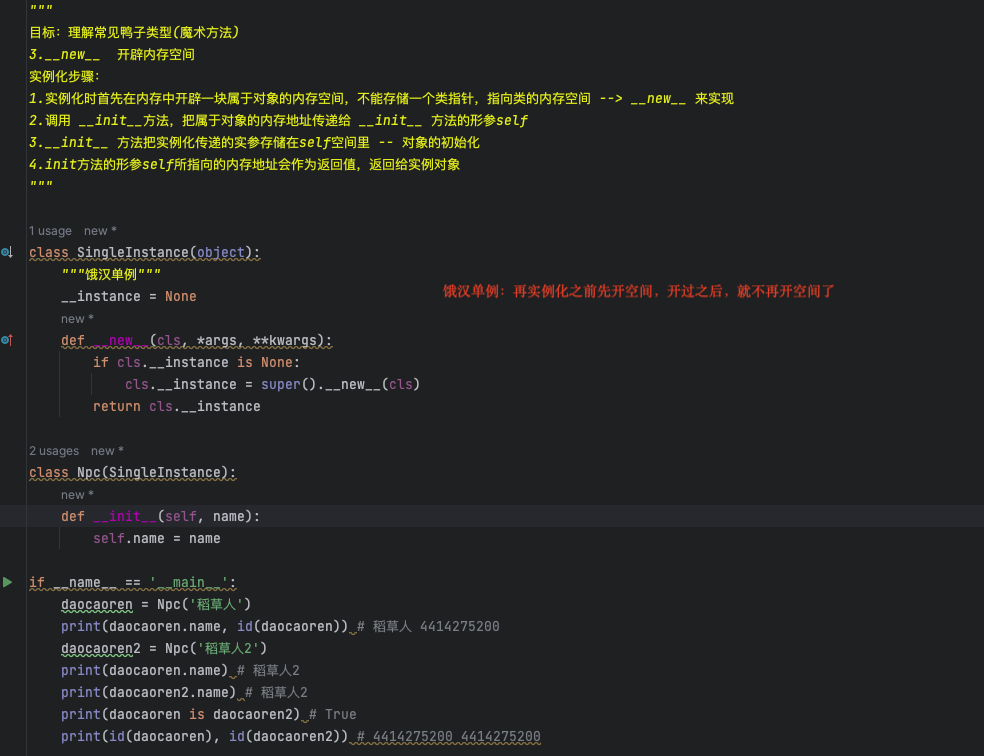 """
目标：理解常见鸭子类型(魔术方法)
3.__new__  开辟内存空间
实例化步骤：
1.实例化时首先在内存中开辟一块属于对象的内存空间，不能存储一个类指针，指向类的内存空间 --> __new__ 来实现
2.调用 __init__方法，把属于对象的内存地址传递给 __init__ 方法的形参self
3.__init__ 方法把实例化传递的实参存储在self空间里 -- 对象的初始化
4.init方法的形参self所指向的内存地址会作为返回值，返回给实例对象
"""
1 usage   new *
class SingleInstance(object):
    """饿汉单例"""
饿汉单例：再实例化之前先开空间，开过之后，就不再开空间了
    __instance = None
    new *
    def __new__(cls, *args, **kwargs):
        if cls.__instance is None:
            cls.__instance = super().__new__(cls)
        return cls.__instance
2 usages   new *
class Npc(SingleInstance):
    new *
    def __init__(self, name):
        self.name = name
if __name__ == '__main__':
    daocaoren = Npc('稻草人')
    print(daocaoren.name, id(daocaoren)) # 稻草人 4414275200
    daocaoren2 = Npc('稻草人2')
    print(daocaoren.name) # 稻草人2
    print(daocaoren2.name) # 稻草人2
    print(daocaoren is daocaoren2) # True
    print(id(daocaoren), id(daocaoren2)) # 4414275200 4414275200